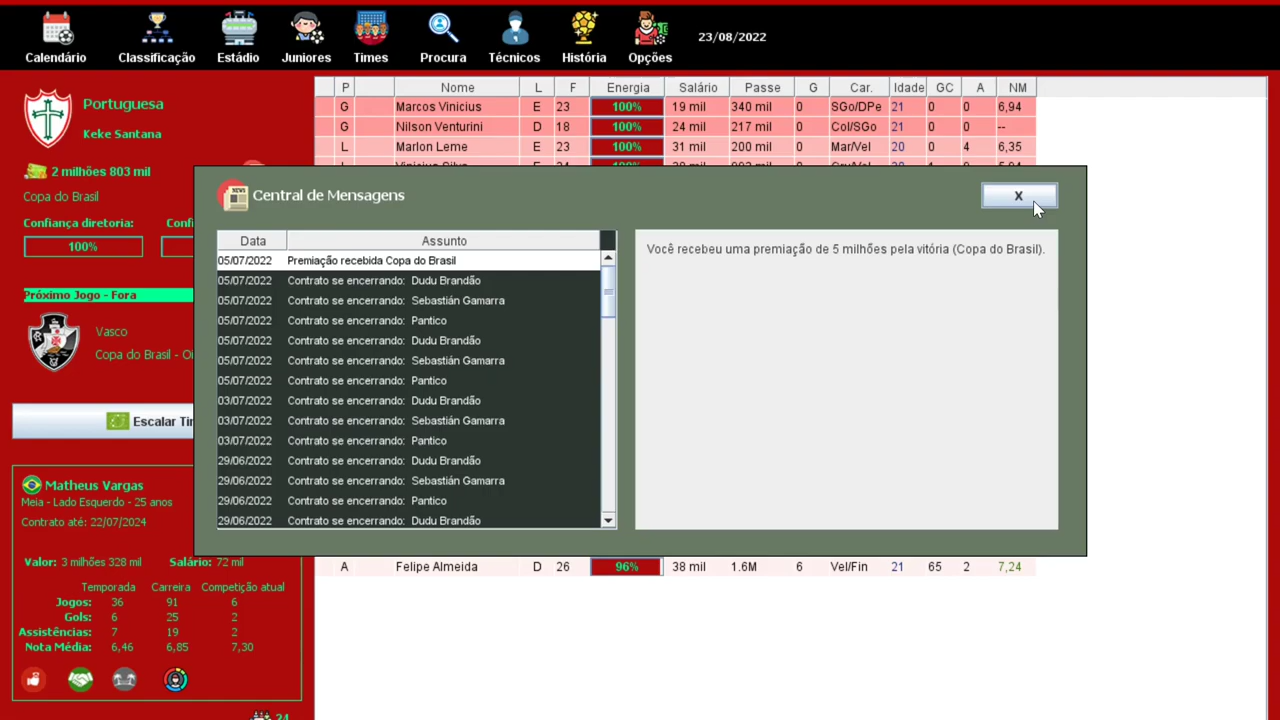 Calendário Classificação Estádio Juniores Times Procura Técnicos História Opções 23/08/2022
Portuguesa
Keke Santana
2 milhões 803 mil
Copa do Brasil
Confiança diretoria:
100%
Próximo Jogo - Fora
Vasco
Copa do Brasil -
Escalar
Matheus Vargas
Meia - Lado Esquerdo - 25 anos
Contrato até: 22/07/2024
Valor: 3 milhões 328 mil Salário: 72 mil
Temporada Carreira Competição atual
Jogos: 36 91 6
Gols: 6 25 2
Assistências: 7 19 2
Nota Média: 6,46 6,85 7,30
24
P Nome L F Energia Salário Passe G Car. Idade GC A NM
G Marcos Vinicius E 23 100% 19 mil 340 mil 0 SGo/DPe 21 0 0 6,94
G Nilson Venturini D 18 100% 24 mil 217 mil 0 Col/SGo 21 0 0 --
L Marlon Leme E 23 100% 31 mil 200 mil 0 Mar/Vel 20 0 4 6,35
Central de Mensagens
X
Data Assunto
05/07/2022 Premiação recebida Copa do Brasil
05/07/2022 Contrato se encerrando: Dudu Brandão
05/07/2022 Contrato se encerrando: Sebastián Gamarra
05/07/2022 Contrato se encerrando: Pantico
05/07/2022 Contrato se encerrando: Dudu Brandão
05/07/2022 Contrato se encerrando: Sebastián Gamarra
05/07/2022 Contrato se encerrando: Pantico
03/07/2022 Contrato se encerrando: Dudu Brandão
03/07/2022 Contrato se encerrando: Sebastián Gamarra
03/07/2022 Contrato se encerrando: Pantico
29/06/2022 Contrato se encerrando: Dudu Brandão
29/06/2022 Contrato se encerrando: Sebastián Gamarra
29/06/2022 Contrato se encerrando: Pantico
29/06/2022 Contrato se encerrando: Dudu Brandão
Você recebeu uma premiação de 5 milhões pela vitória (Copa do Brasil).
A Felipe Almeida D 26 96% 38 mil 1.6M 6 Vel/Fin 21 65 2 7,24